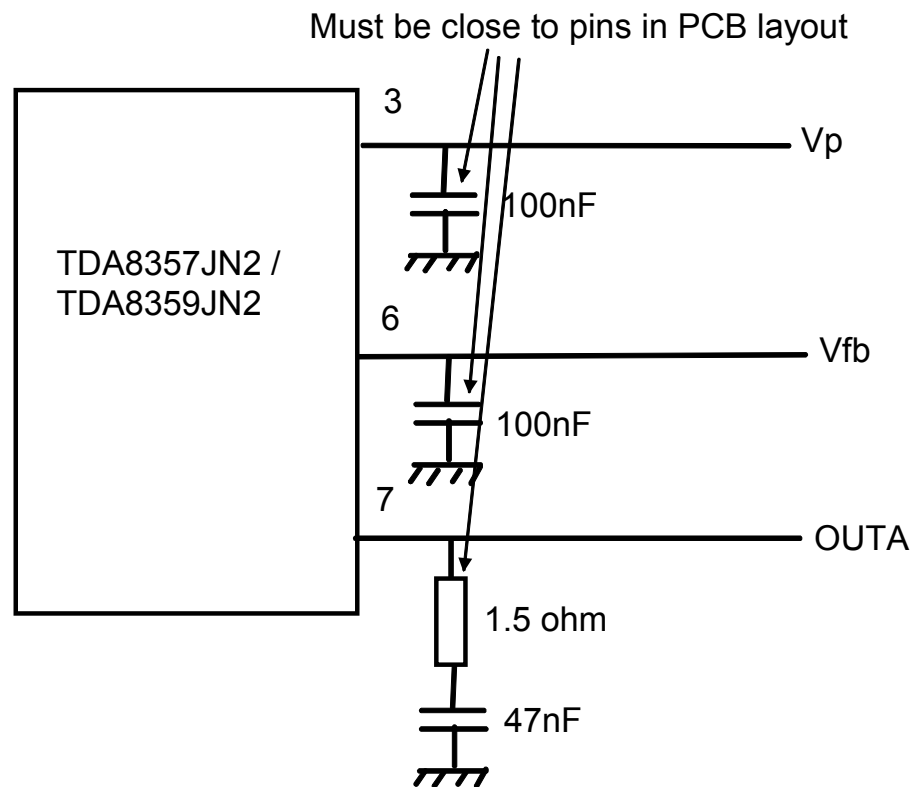 Must be close to pins in PCB layout
3
Vp
100nF
TDA8357JN2 /
TDA8359JN2
6
Vfb
100nF
7
OUTA
1.5 ohm
47nF